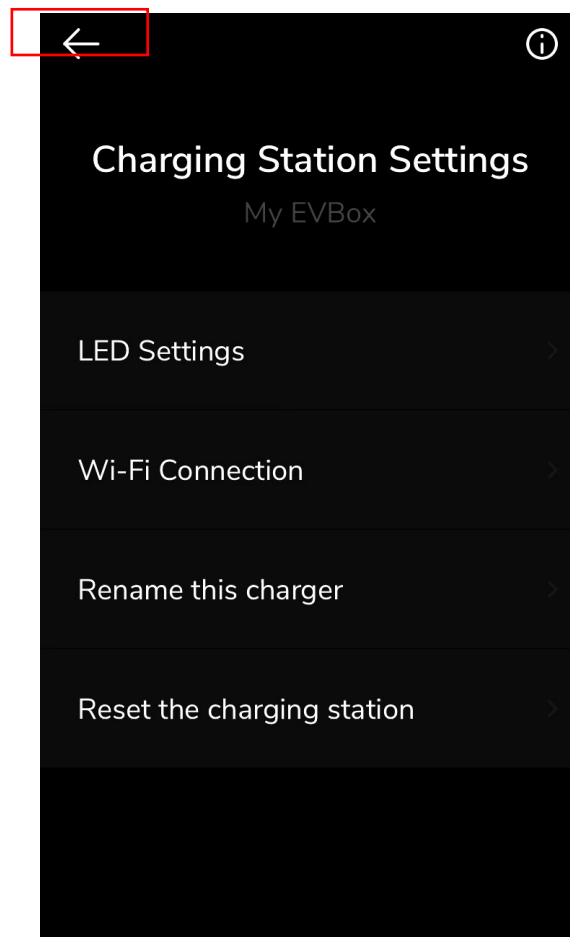 Charging Station Settings
My EVBox
LED Settings
Wi-Fi Connection
Rename this charger
Reset the charging station